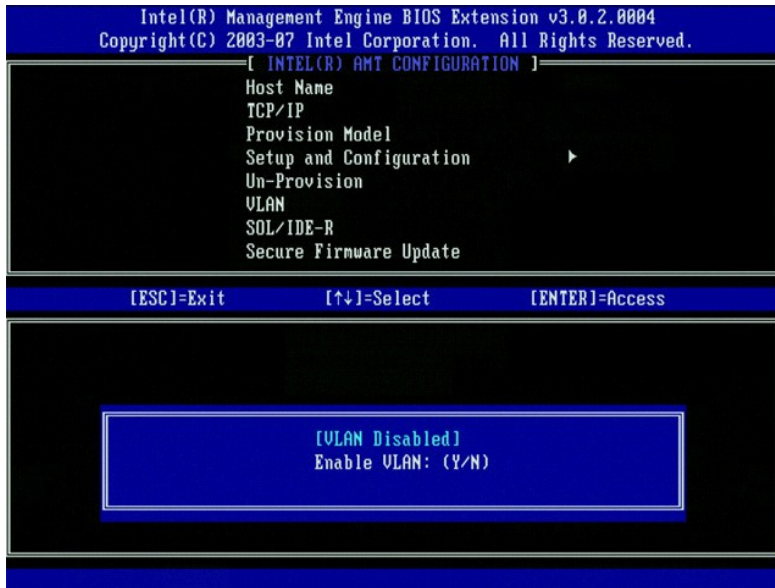 Intel(R) Management Engine BIOS Extension v3.0.2.0004
Copyright(C) 2003-07 Intel Corporation. All Rights Reserved.
[ INTEL(R) AMT CONFIGURATION ]
Host Name
TCP/IP
Provision Model
Setup and Configuration ►
Un-Provision
VLAN
SOL/IDE-R
Secure Firmware Update
[ESC]=Exit [↑↓]=Select [ENTER]=Access
[VLAN Disabled]
Enable VLAN: (Y/N)